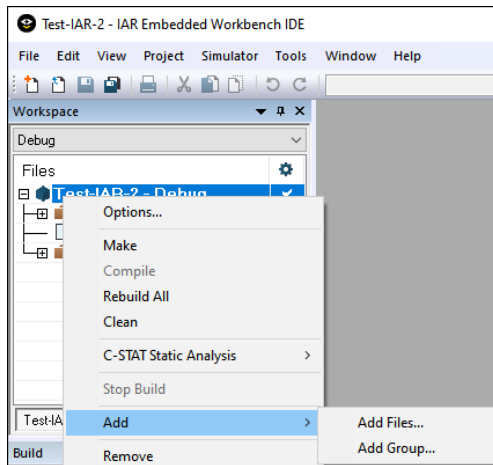 Test-IAR-2 - IAR Embedded Workbench IDE
File Edit View Project Simulator Tools Window Help
Workspace
Debug
Files
Test-IAR-2 - Debug
Options...
Make
Compile
Rebuild All
Clean
C-STAT Static Analysis
Stop Build
Test-IA
Add
Add Files...
Add Group...
Build
Remove